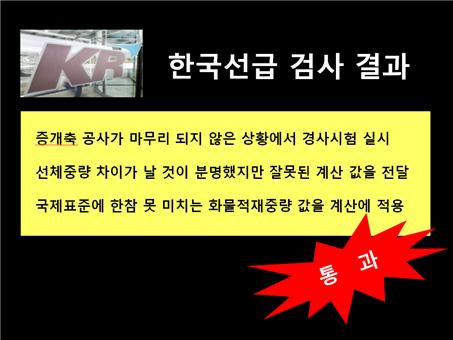 KR
한국선급 검사 결과
증개축 공사가 마무리 되지 않은 상황에서 경사시험 실시
선체중량 차이가 날 것이 분명했지만 잘못된 계산 값을 전달
국제표준에 한참 못 미치는 화물적재중량 값을 계산에 적용
통 과